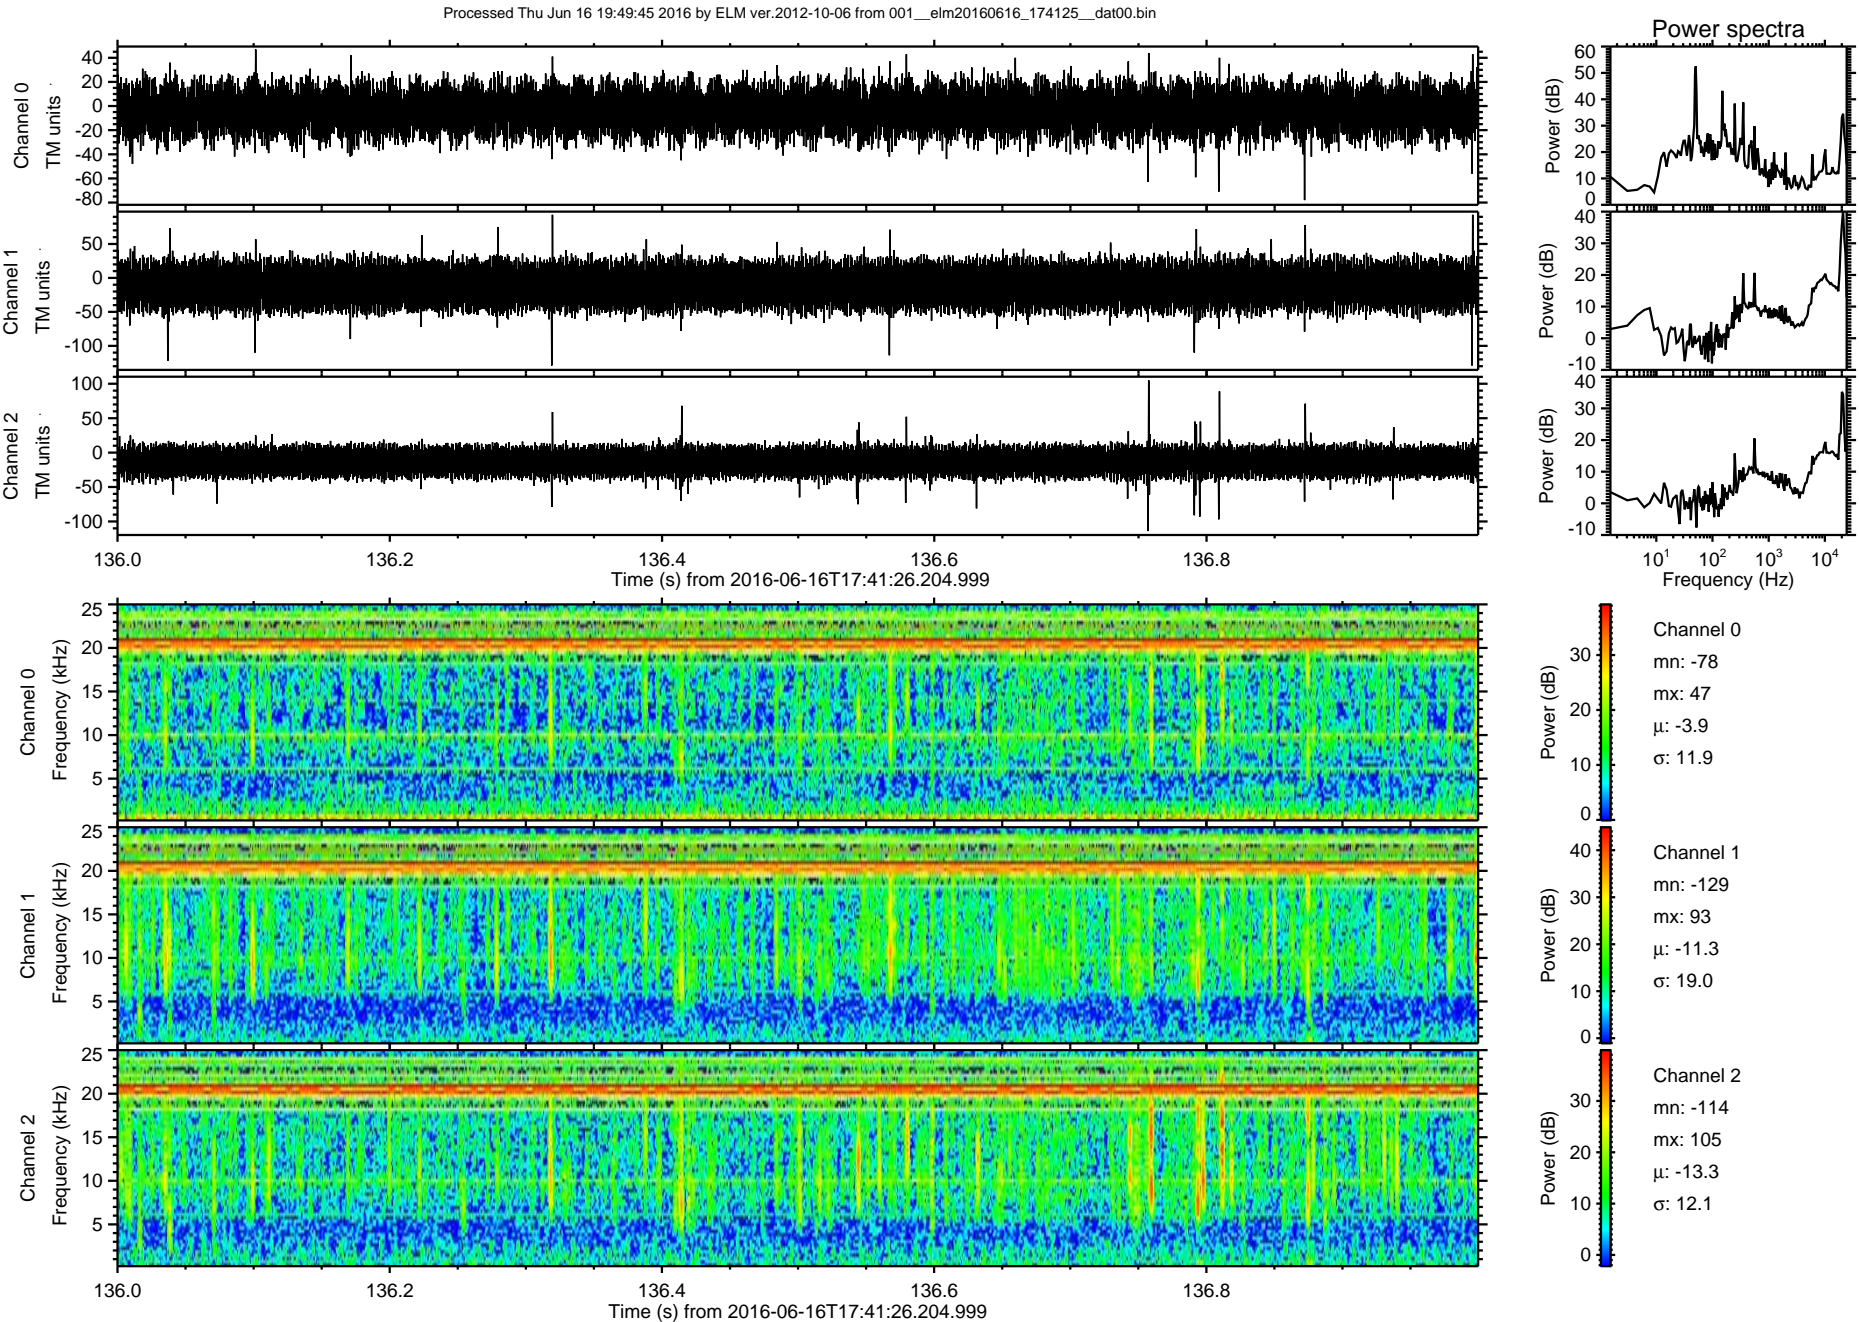 Processed Thu Jun 16 19:49:45 2016 by ELM ver.2012-10-06 from 001__elm20160616_174125__dat00.bin
Power spectra
Channel 0
TM units
40
20
0
-20
-40
-60
-80
Power (dB)
60
50
40
30
20
10
0
Channel 1
TM units
50
0
-50
-100
Power (dB)
40
30
20
10
0
-10
Channel 2
TM units
100
50
0
-50
-100
Power (dB)
40
30
20
10
0
-10
136.0 136.2 136.4 136.6 136.8
Time (s) from 2016-06-16T17:41:26.204.999
10¹ 10² 10³ 10⁴
Frequency (Hz)
Channel 0
Frequency (kHz)
25
20
15
10
5
Power (dB)
30
20
10
0
Channel 0
mn: -78
mx: 47
μ: -3.9
σ: 11.9
Channel 1
Frequency (kHz)
25
20
15
10
5
Power (dB)
40
30
20
10
0
Channel 1
mn: -129
mx: 93
μ: -11.3
σ: 19.0
Channel 2
Frequency (kHz)
25
20
15
10
5
Power (dB)
30
20
10
0
Channel 2
mn: -114
mx: 105
μ: -13.3
σ: 12.1
136.0 136.2 136.4 136.6 136.8
Time (s) from 2016-06-16T17:41:26.204.999